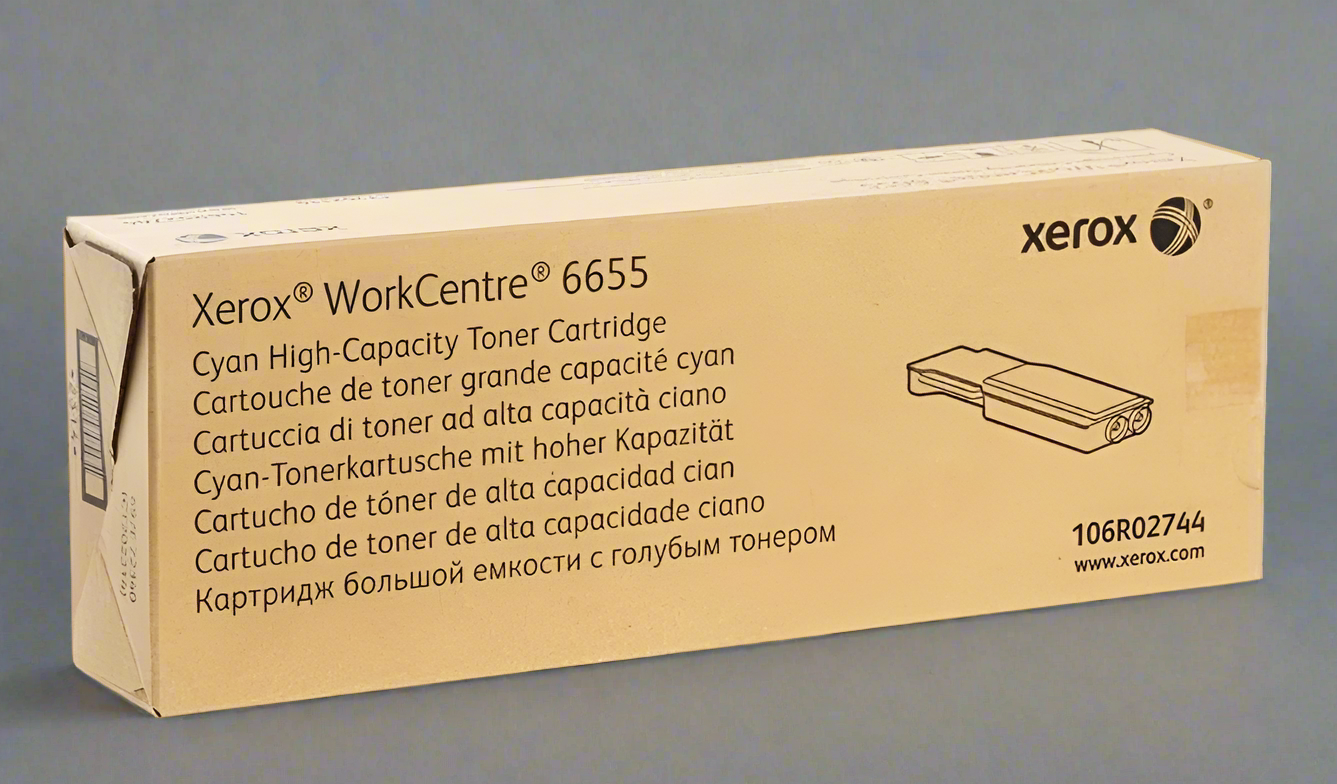 xerox ®
Xerox® WorkCentre® 6655
Cyan High-Capacity Toner Cartridge
Cartouche de toner grande capacité cyan
Cartuccia di toner ad alta capacità ciano
Cyan-Tonerkartusche mit hoher Kapazität
Cartucho de tóner de alta capacidad cian
Cartucho de toner de alta capacidade ciano
Картридж большой емкости с голубым тонером
106R02744
www.xerox.com
xerox